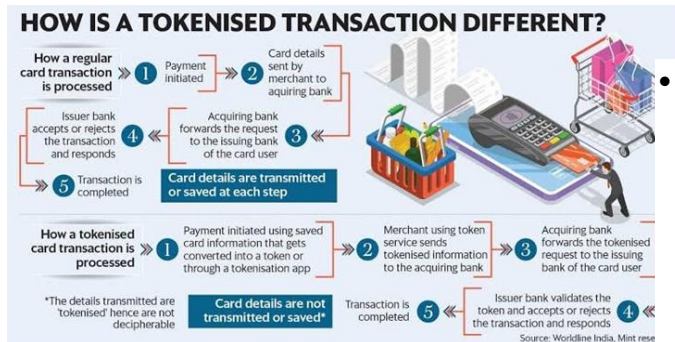 HOW IS A TOKENISED TRANSACTION DIFFERENT?
How a regular
card transaction
is processed
1
Payment
initiated
2
Card details
sent by
merchant to
aquiring bank
3
Acquiring bank
forwards the request
to the issuing bank
of the card user
4
Issuer bank
accepts or rejects
the transaction
and responds
5
Transaction is
completed
Card details are transmitted
or saved at each step
How a tokenised
card transaction is
processed
1
Payment initiated using saved
card information that gets
converted into a token or
through a tokenisation app
2
Merchant using token
service sends
tokenised information
to the acquiring bank
3
Acquiring bank
forwards the tokenised
request to the issuing
bank of the card user
4
Issuer bank validates the
token and accepts or rejects
the transaction and responds
5
Transaction is
completed
Card details are not
transmitted or saved*
*The details transmitted are
'tokenised' hence are not
decipherable
Source: Worldline India, Mint rese